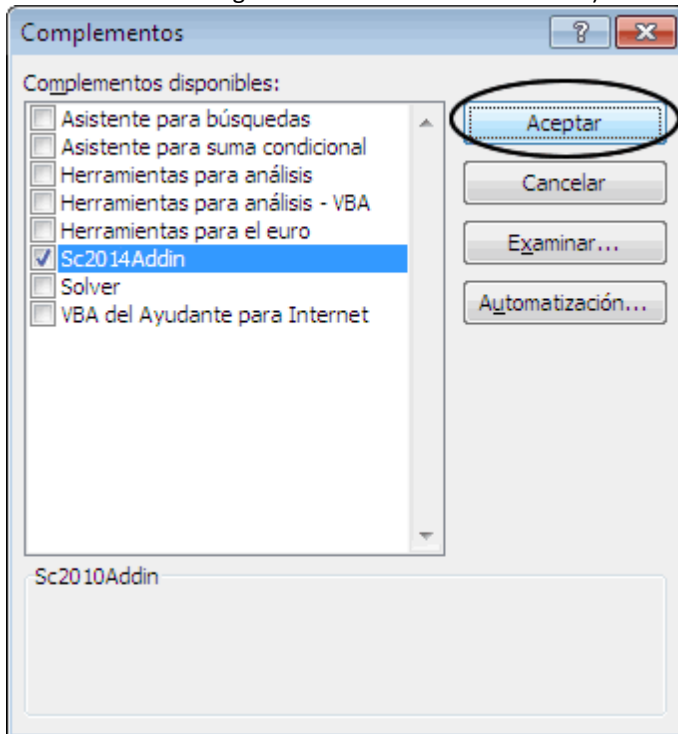 Complementos
Complementos disponibles:
Asistente para búsquedas
Asistente para suma condicional
Herramientas para análisis
Herramientas para análisis - VBA
Herramientas para el euro
Sc2014Addin
Solver
VBA del Ayudante para Internet
Aceptar
Cancelar
Examinar...
Automatización...
Sc2010Addin